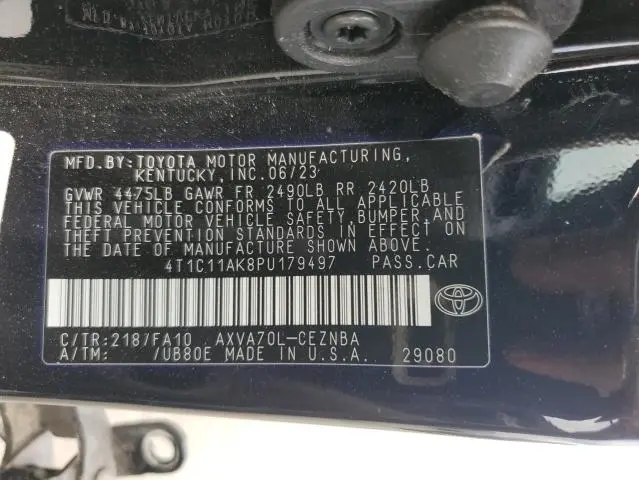 MFD.BY:TOYOTA MOTOR MANUFACTURING,
KENTUCKY, INC.06/23
GVWR 4475LB GAWR FR 2490LB RR 2420LB
THIS VEHICLE CONFORMS TO ALL APPLICABLE
FEDERAL MOTOR VEHICLE SAFETY, BUMPER, AND
THEFT PREVENTION STANDARDS IN EFFECT ON
THE DATE OF MANUFACTURE SHOWN ABOVE.
4T1C11AK8PU179497 PASS.CAR
C/TR:2187FA10 AXVA70L-CEZNBA
A/TM: /UB80E MADE IN U.S.A. 29080